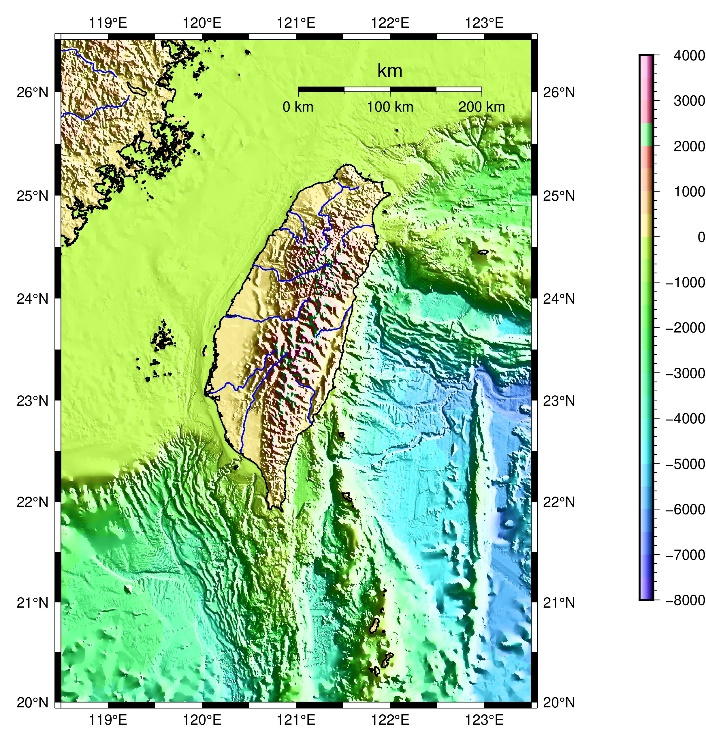 119°E 120°E 121°E 122°E 123°E
km
0 km 100 km 200 km
26°N 26°N
25°N 25°N
24°N 24°N
23°N 23°N
22°N 22°N
21°N 21°N
20°N 20°N
119°E 120°E 121°E 122°E 123°E
4000
3000
2000
1000
0
−1000
−2000
−3000
−4000
−5000
−6000
−7000
−8000